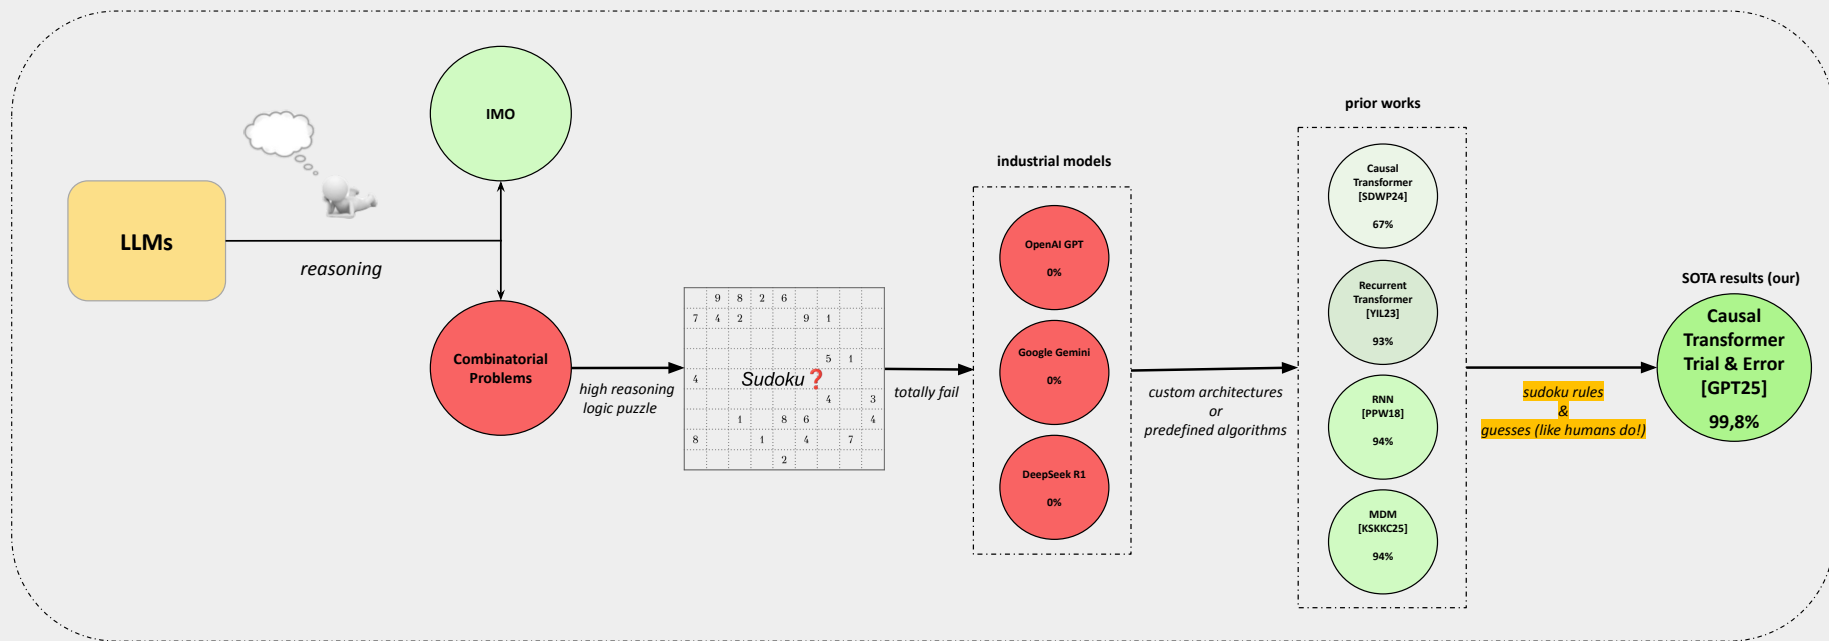 LLMs
reasoning
IMO
Combinatorial
Problems
high reasoning
logic puzzle
9 8 2 6
7 4 2 9 1
5 1
4
Sudoku ❓
4 3
1 8 6 4
8 1 4 7
2
totally fail
industrial models
OpenAI GPT
0%
Google Gemini
0%
DeepSeek R1
0%
custom architectures
or
predefined algorithms
prior works
Causal
Transformer
[SDWP24]
67%
Recurrent
Transformer
[YIL23]
93%
RNN
[PPW18]
94%
MDM
[KSKKC25]
94%
sudoku rules
&
guesses (like humans do!)
SOTA results (our)
Causal
Transformer
Trial & Error
[GPT25]
99,8%